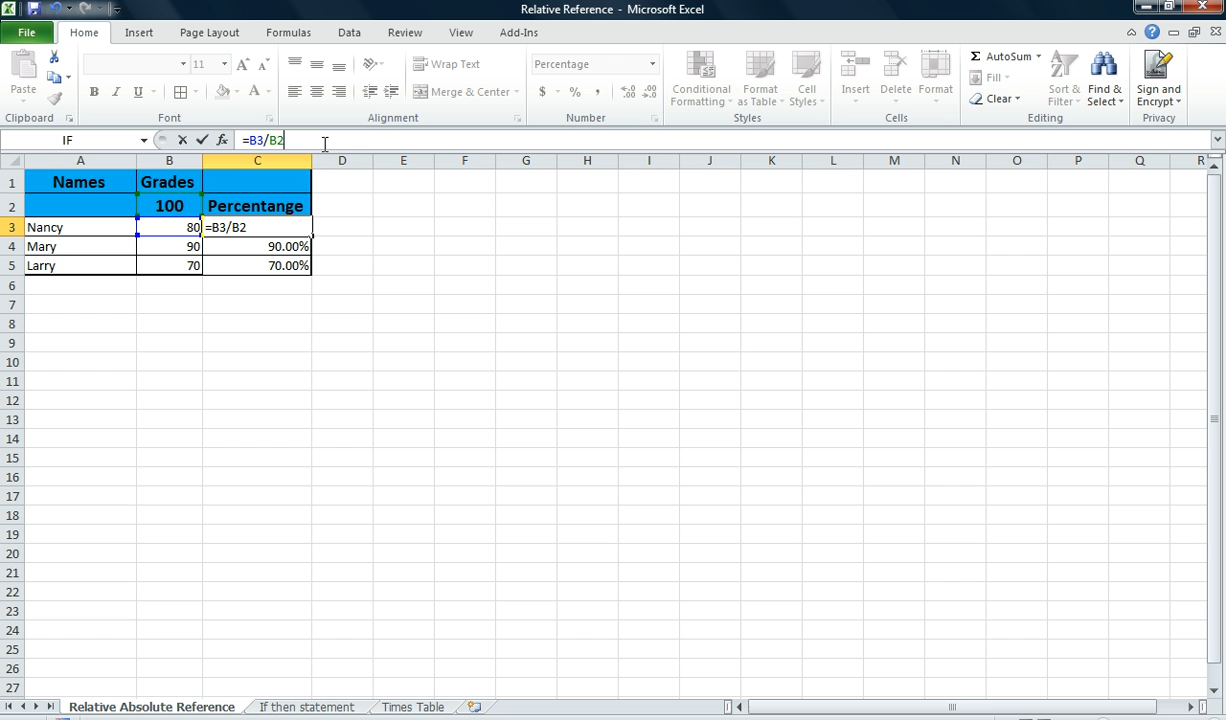 Relative Reference - Microsoft Excel
File Home Insert Page Layout Formulas Data Review View Add-Ins
11 Wrap Text Percentage AutoSum
Paste Fill
B I U Merge & Center $ % , Conditional Formatting Format as Table Cell Styles Insert Delete Format Clear Sort & Filter Find & Select Sign and Encrypt
Clipboard Font Alignment Number Styles Cells Editing Privacy
IF fx =B3/B2
A B C D E F G H I J K L M N O P Q R
1 Names Grades
2 100 Percentange
3 Nancy 80 =B3/B2
4 Mary 90 90.00%
5 Larry 70 70.00%
6
7
8
9
10
11
12
13
14
15
16
17
18
19
20
21
22
23
24
25
26
27
Relative Absolute Reference If then statement Times Table